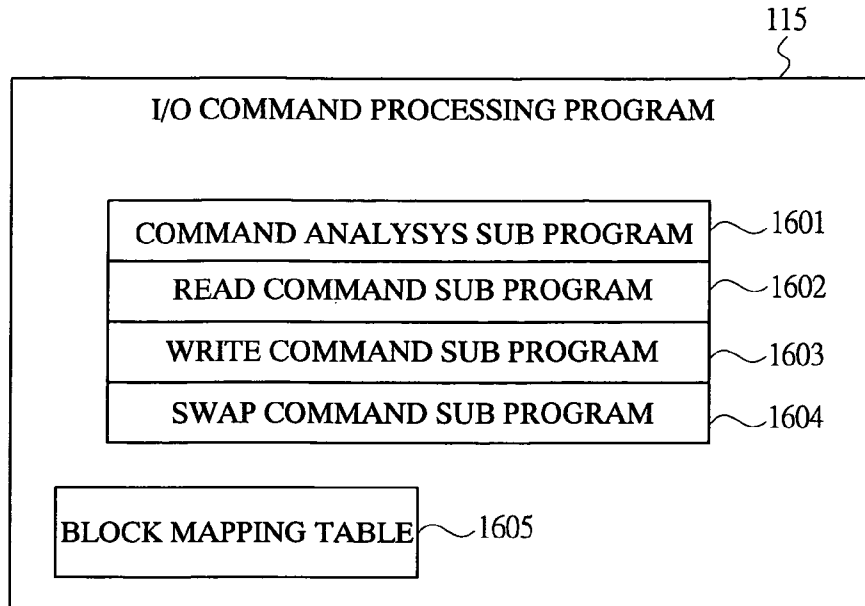 115
I/O COMMAND PROCESSING PROGRAM
COMMAND ANALYSYS SUB PROGRAM 1601
READ COMMAND SUB PROGRAM 1602
WRITE COMMAND SUB PROGRAM 1603
SWAP COMMAND SUB PROGRAM 1604
BLOCK MAPPING TABLE 1605